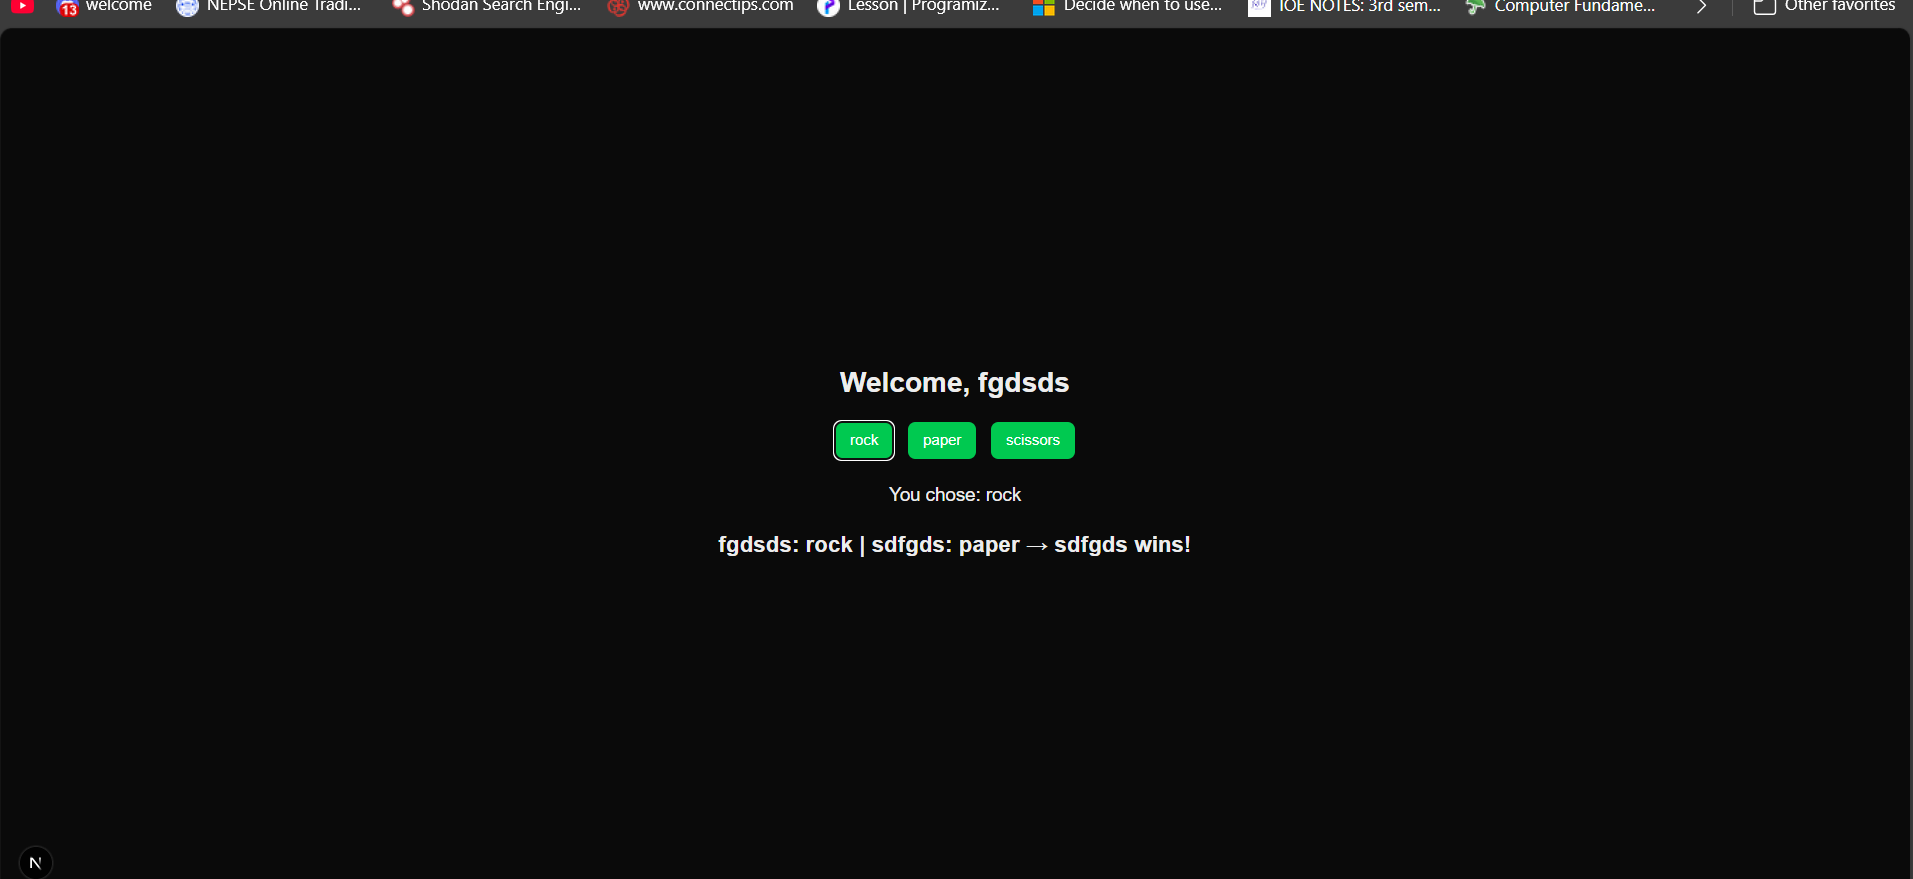 welcome NEPSE Online Tradi... Shodan Search Engi... www.connectips.com Lesson | Programiz... Decide when to use... IOE NOTES: 3rd sem... Computer Fundame... Other favorites
13
Welcome, fgdsds
rock paper scissors
You chose: rock
fgdsds: rock | sdfgds: paper → sdfgds wins!
N